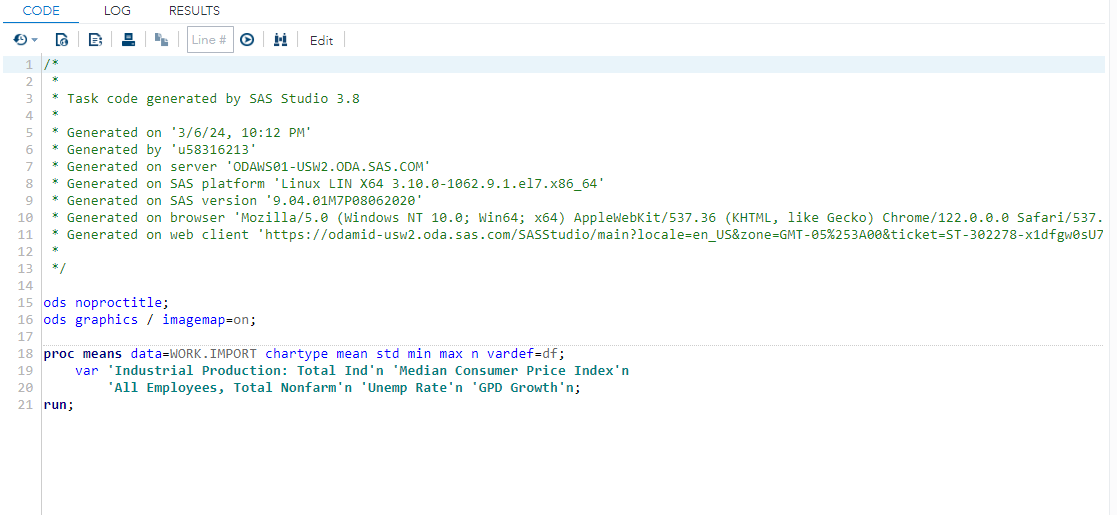 CODE LOG RESULTS
Line # Edit
1 /*
2 *
3 * Task code generated by SAS Studio 3.8
4 *
5 * Generated on '3/6/24, 10:12 PM'
6 * Generated by 'u58316213'
7 * Generated on server 'ODAWS01-USW2.ODA.SAS.COM'
8 * Generated on SAS platform 'Linux LIN X64 3.10.0-1062.9.1.el7.x86_64'
9 * Generated on SAS version '9.04.01M7P08062020'
10 * Generated on browser 'Mozilla/5.0 (Windows NT 10.0; Win64; x64) AppleWebKit/537.36 (KHTML, like Gecko) Chrome/122.0.0.0 Safari/537.
11 * Generated on web client 'https://odamid-usw2.oda.sas.com/SASStudio/main?locale=en_US&zone=GMT-05%253A00&ticket=ST-302278-x1dfgw0sU7
12 *
13 */
14
15 ods noproctitle;
16 ods graphics / imagemap=on;
17
18 proc means data=WORK.IMPORT chartype mean std min max n vardef=df;
19 var 'Industrial Production: Total Ind'n 'Median Consumer Price Index'n
20 'All Employees, Total Nonfarm'n 'Unemp Rate'n 'GPD Growth'n;
21 run;